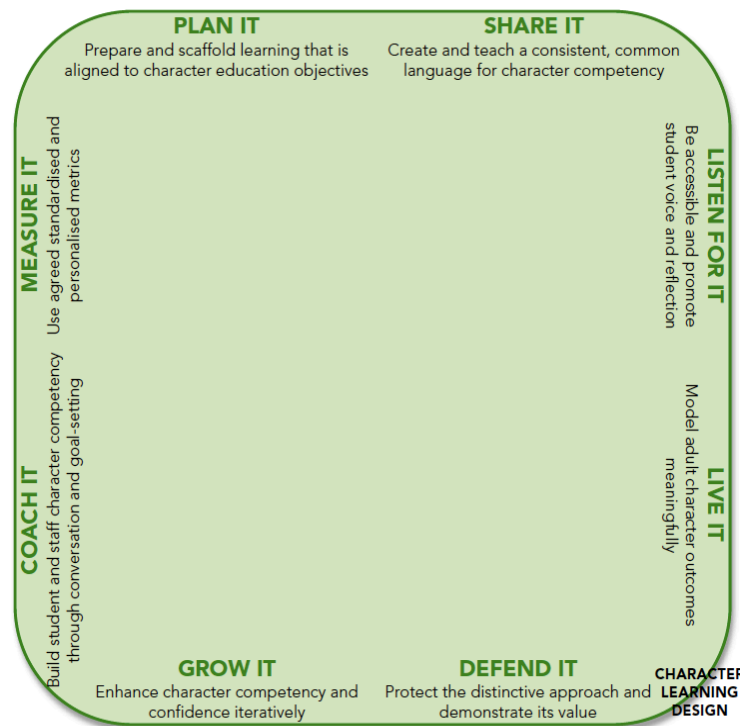 PLAN IT
Prepare and scaffold learning that is
aligned to character education objectives
SHARE IT
Create and teach a consistent, common
language for character competency
LISTEN FOR IT
Be accessible and promote
student voice and reflection
LIVE IT
Model adult character outcomes
meaningfully
DEFEND IT
Protect the distinctive approach and
demonstrate its value
GROW IT
Enhance character competency and
confidence iteratively
COACH IT
Build student and staff character competency
through conversation and goal-setting
MEASURE IT
Use agreed standardised and
personalised metrics
CHARACTER
LEARNING
DESIGN